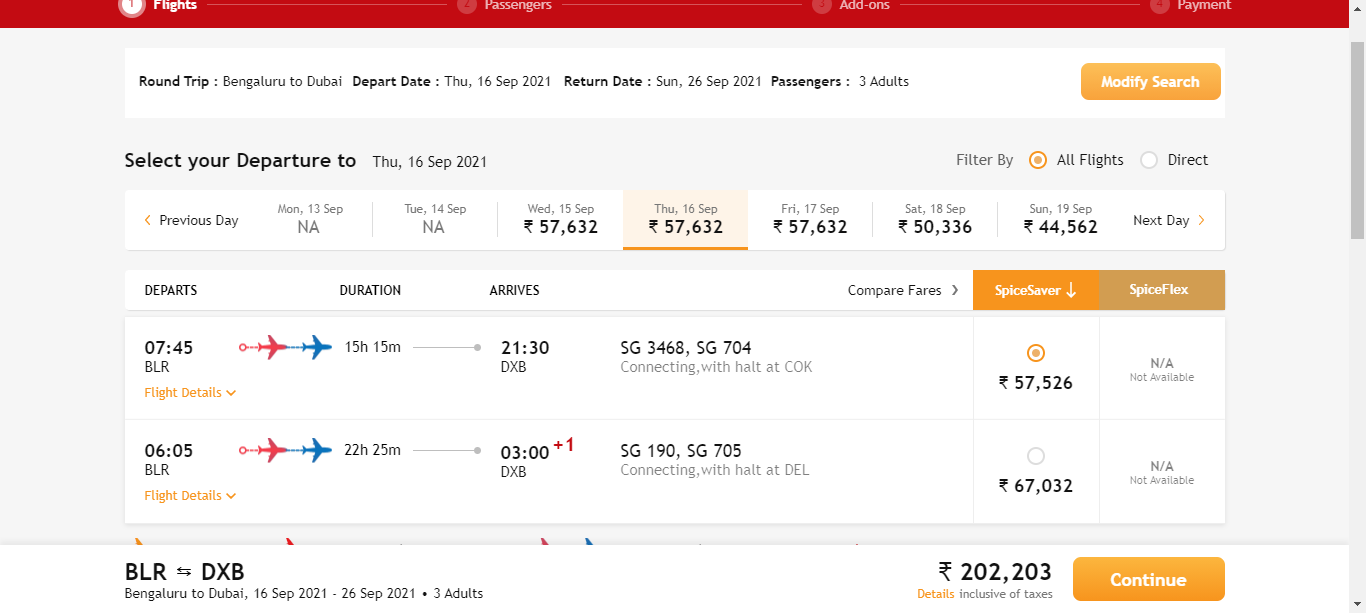 1 Flights 2 Passengers 3 Add-ons 4 Payment
Round Trip : Bengaluru to Dubai Depart Date : Thu, 16 Sep 2021 Return Date : Sun, 26 Sep 2021 Passengers : 3 Adults Modify Search
Select your Departure to Thu, 16 Sep 2021 Filter By All Flights Direct
Previous Day Mon, 13 Sep Tue, 14 Sep Wed, 15 Sep Thu, 16 Sep Fri, 17 Sep Sat, 18 Sep Sun, 19 Sep Next Day
NA NA ₹ 57,632 ₹ 57,632 ₹ 57,632 ₹ 50,336 ₹ 44,562
DEPARTS DURATION ARRIVES Compare Fares SpiceSaver SpiceFlex
07:45 15h 15m 21:30 SG 3468, SG 704
BLR DXB Connecting,with halt at COK N/A
₹ 57,526 Not Available
Flight Details
06:05 22h 25m 03:00 +1 SG 190, SG 705
BLR DXB Connecting,with halt at DEL N/A
₹ 67,032 Not Available
Flight Details
BLR ⇆ DXB ₹ 202,203 Continue
Bengaluru to Dubai, 16 Sep 2021 - 26 Sep 2021 • 3 Adults Details inclusive of taxes